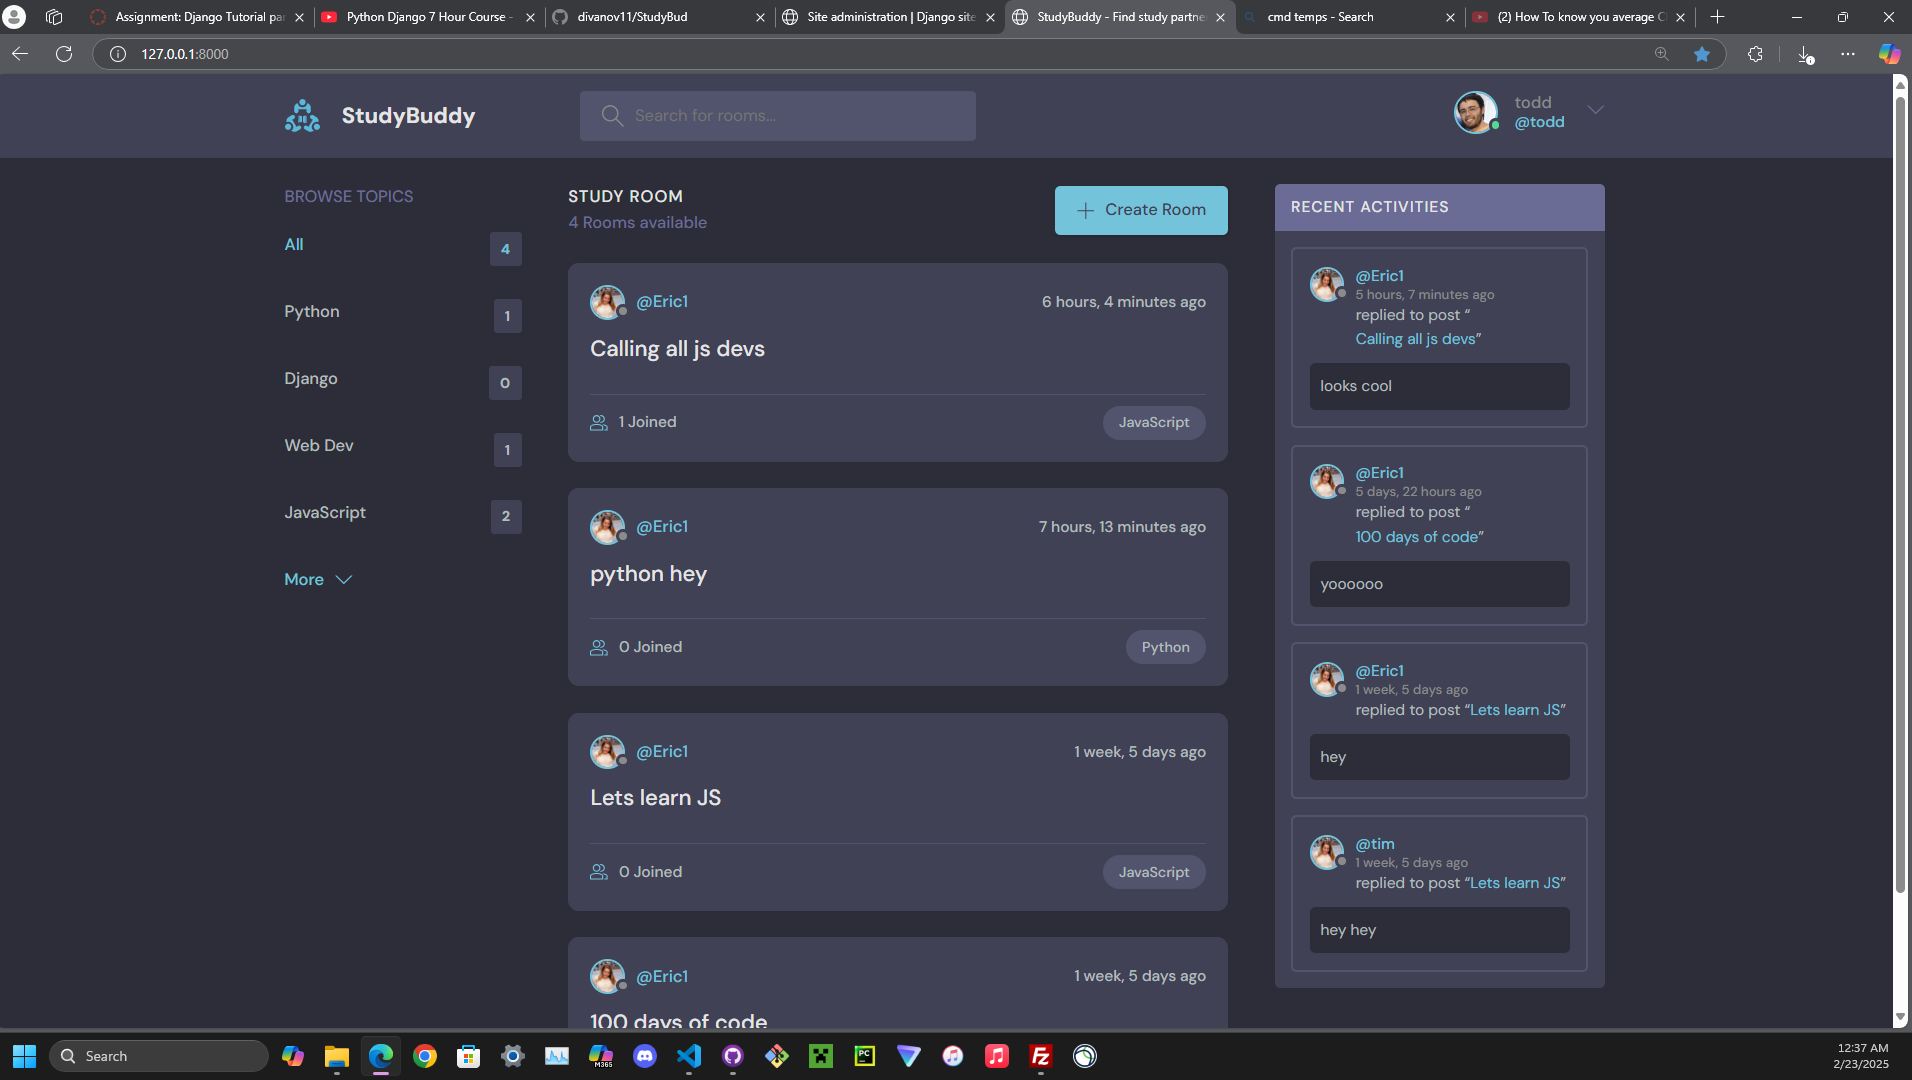 Assignment: Django Tutorial pa
Python Django 7 Hour Course -
divanov11/StudyBud
Site administration | Django site
StudyBuddy - Find study partne
cmd temps - Search
(2) How To know you average C
127.0.0.1:8000
StudyBuddy
Search for rooms...
todd
@todd
BROWSE TOPICS
All
4
Python
1
Django
0
Web Dev
1
JavaScript
2
More
STUDY ROOM
4 Rooms available
Create Room
@Eric1
6 hours, 4 minutes ago
Calling all js devs
1 Joined
JavaScript
@Eric1
7 hours, 13 minutes ago
python hey
0 Joined
Python
@Eric1
1 week, 5 days ago
Lets learn JS
0 Joined
JavaScript
@Eric1
1 week, 5 days ago
100 days of code
RECENT ACTIVITIES
@Eric1
5 hours, 7 minutes ago
replied to post “
Calling all js devs”
looks cool
@Eric1
5 days, 22 hours ago
replied to post “
100 days of code”
yoooooo
@Eric1
1 week, 5 days ago
replied to post “Lets learn JS”
hey
@tim
1 week, 5 days ago
replied to post “Lets learn JS”
hey hey
Search
M365
PC
FZ
12:37 AM
2/23/2025